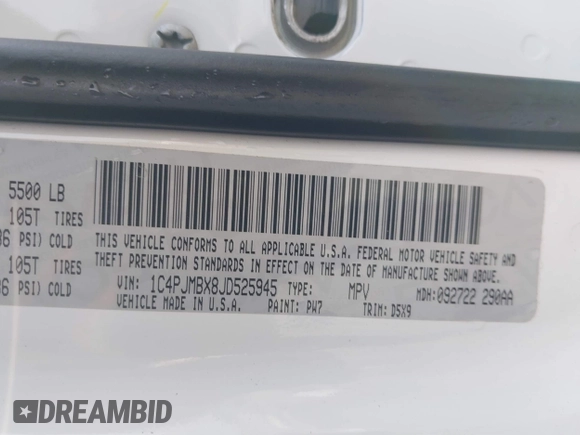 5500 LB
105T TIRES
36 PSI) COLD
105T TIRES
36 PSI) COLD
THIS VEHICLE CONFORMS TO ALL APPLICABLE U.S.A. FEDERAL MOTOR VEHICLE SAFETY AND
THEFT PREVENTION STANDARDS IN EFFECT ON THE DATE OF MANUFACTURE SHOWN ABOVE.
VIN: 1C4PJMBX8JD525945 TYPE: MPV MDH: 092722 290AA
VEHICLE MADE IN U.S.A. PAINT: PW7 TRIM: D5X9
DREAMBID